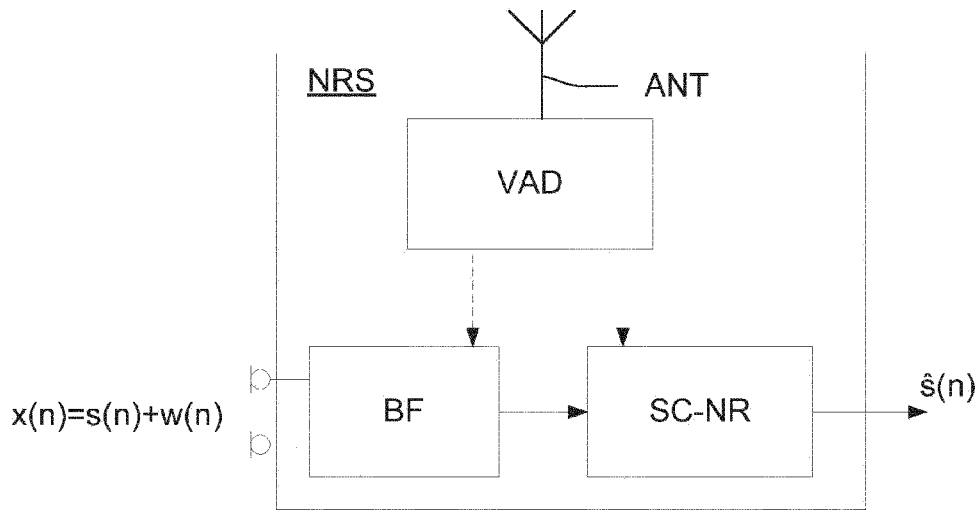 NRS
ANT
VAD
x(n)=s(n)+w(n)
BF
SC-NR
ŝ(n)